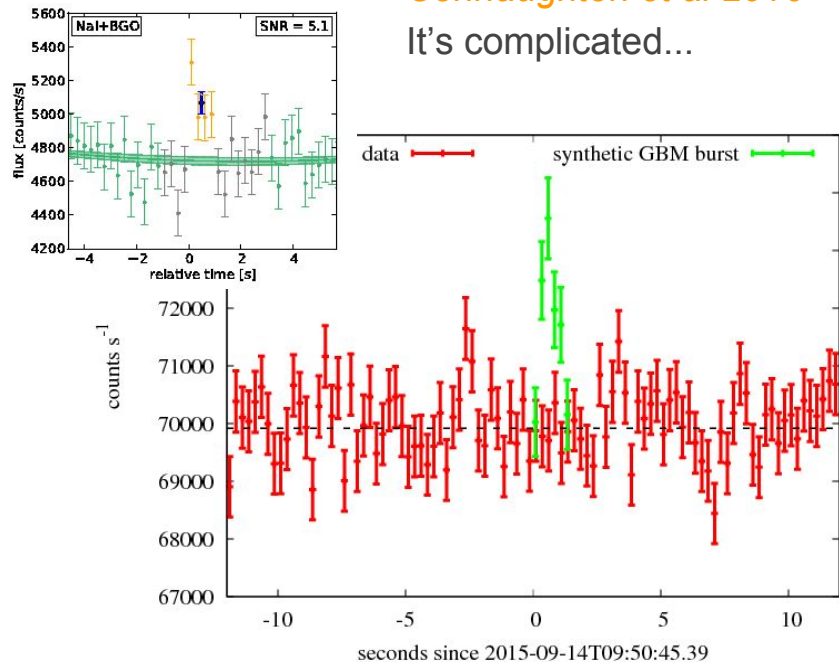 It's complicated...
NaI+BGO SNR = 5.1
5600
5400
5200
5000
4800
4600
4400
4200
flux [counts/s]
−4 −2 0 2 4
relative time [s]
data synthetic GBM burst
72000
71000
70000
69000
68000
67000
counts s⁻¹
-10 -5 0 5 10
seconds since 2015-09-14T09:50:45.39